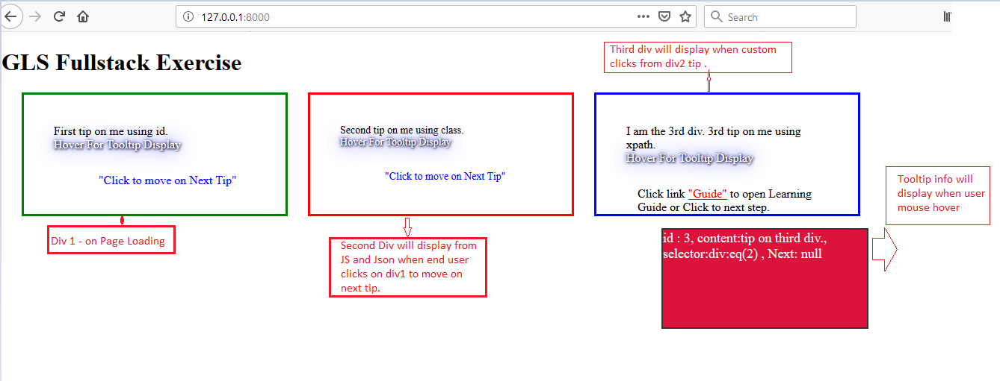 127.0.0.1:8000
Search
GLS Fullstack Exercise
Third div will display when custom
clicks from div2 tip .
First tip on me using id.
Hover For Tooltip Display
"Click to move on Next Tip"
Second tip on me using class.
Hover For Tooltip Display
"Click to move on Next Tip"
I am the 3rd div. 3rd tip on me using
xpath.
Hover For Tooltip Display
Click link "Guide" to open Learning
Guide or Click to next step.
Tooltip info will
display when user
mouse hover
Div 1 - on Page Loading
Second Div will display from
JS and Json when end user
clicks on div1 to move on
next tip.
id : 3, content:tip on third div.,
selector:div:eq(2) , Next: null